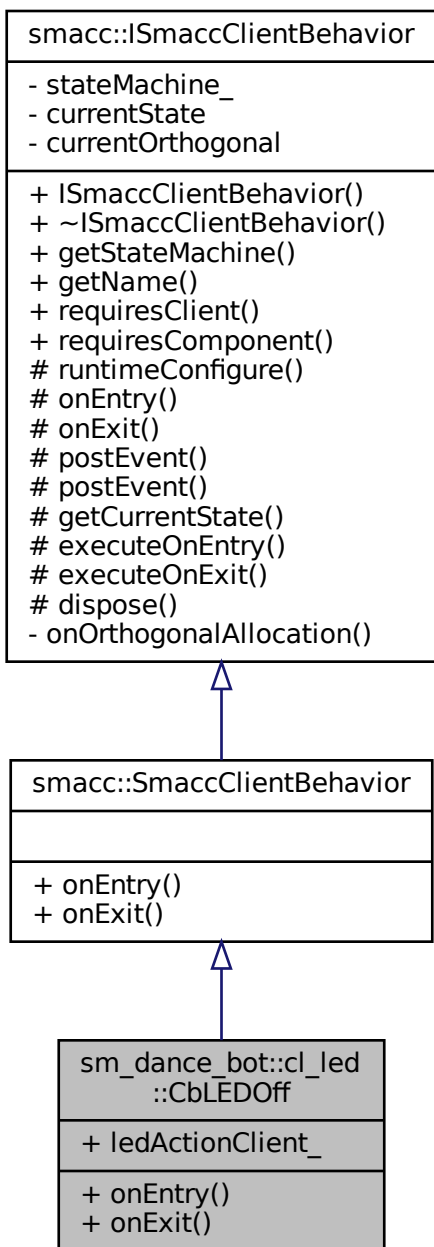 smacc::ISmaccClientBehavior
- stateMachine_
- currentState
- currentOrthogonal
+ ISmaccClientBehavior()
+ ~ISmaccClientBehavior()
+ getStateMachine()
+ getName()
+ requiresClient()
+ requiresComponent()
# runtimeConfigure()
# onEntry()
# onExit()
# postEvent()
# postEvent()
# getCurrentState()
# executeOnEntry()
# executeOnExit()
# dispose()
- onOrthogonalAllocation()
smacc::SmaccClientBehavior
+ onEntry()
+ onExit()
sm_dance_bot::cl_led
::CbLEDOff
+ ledActionClient_
+ onEntry()
+ onExit()